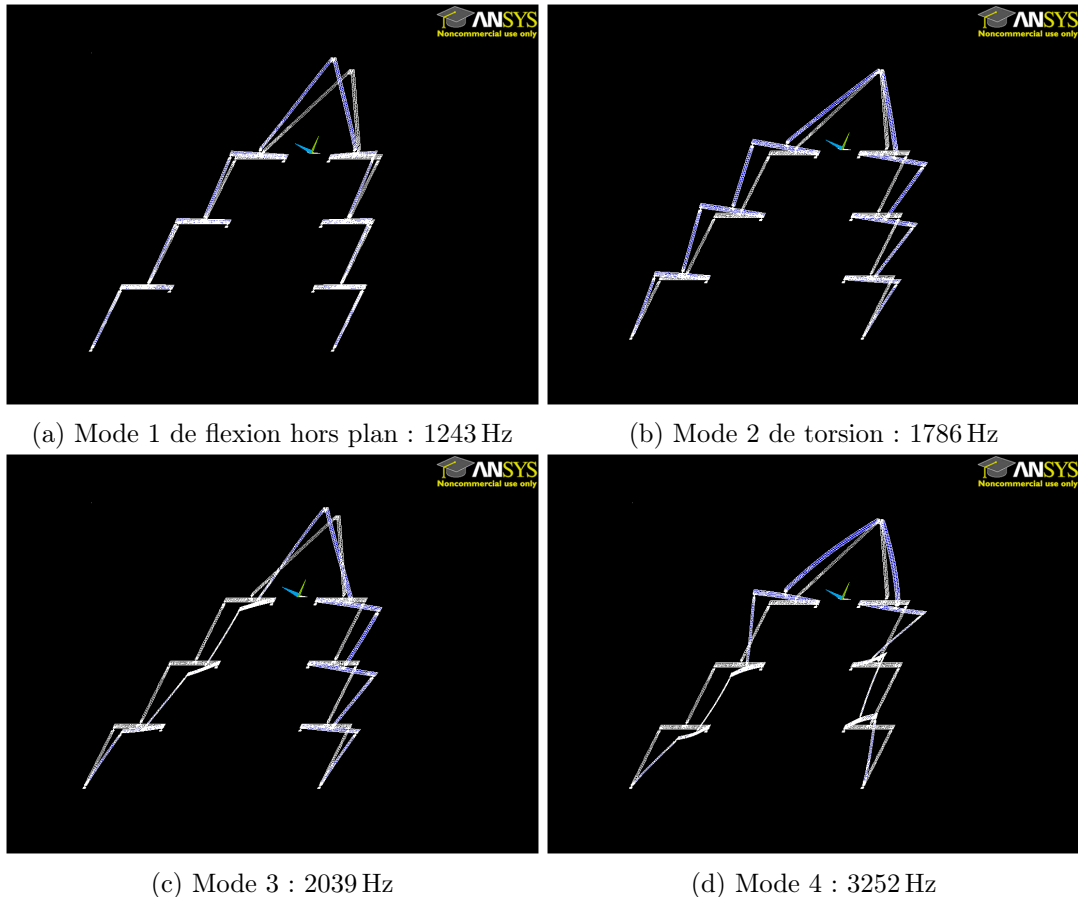 ANSYS
Noncommercial use only
ANSYS
Noncommercial use only
(a) Mode 1 de flexion hors plan : 1243 Hz
(b) Mode 2 de torsion : 1786 Hz
ANSYS
Noncommercial use only
ANSYS
Noncommercial use only
(c) Mode 3 : 2039 Hz
(d) Mode 4 : 3252 Hz